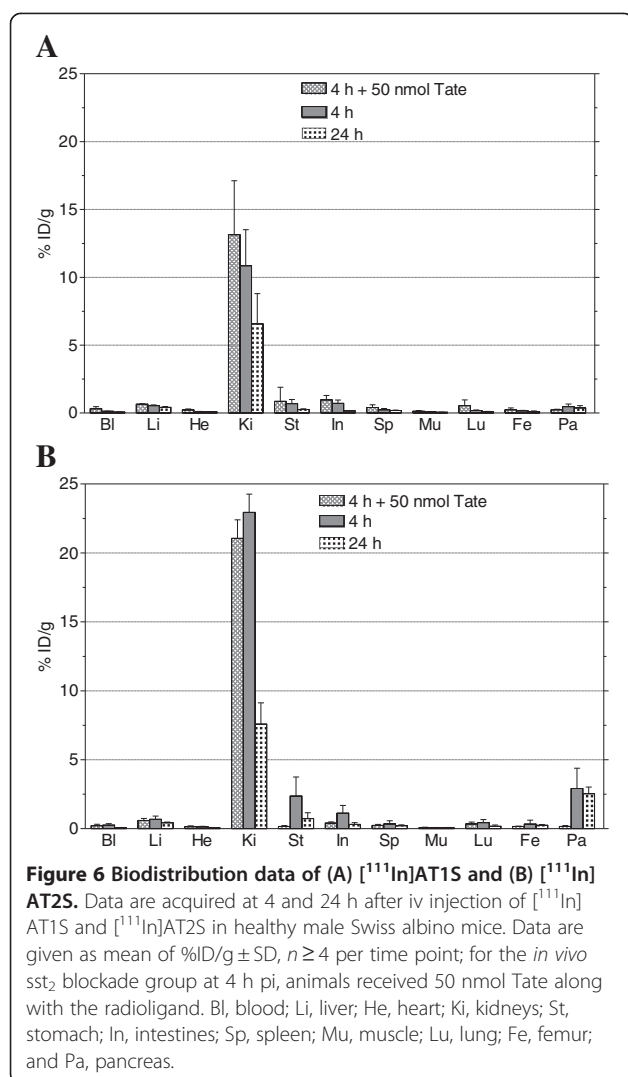 A
25
20
15
10
5
0
% ID/g
4 h + 50 nmol Tate
4 h
24 h
Bl Li He Ki St In Sp Mu Lu Fe Pa
B
25
20
15
10
5
0
% ID/g
4 h + 50 nmol Tate
4 h
24 h
Bl Li He Ki St In Sp Mu Lu Fe Pa
Figure 6 Biodistribution data of (A) [¹¹¹In]AT1S and (B) [¹¹¹In]
AT2S. Data are acquired at 4 and 24 h after iv injection of [¹¹¹In]
AT1S and [¹¹¹In]AT2S in healthy male Swiss albino mice. Data are
given as mean of %ID/g ± SD, n ≥ 4 per time point; for the in vivo
sst₂ blockade group at 4 h pi, animals received 50 nmol Tate along
with the radioligand. Bl, blood; Li, liver; He, heart; Ki, kidneys; St,
stomach; In, intestines; Sp, spleen; Mu, muscle; Lu, lung; Fe, femur;
and Pa, pancreas.